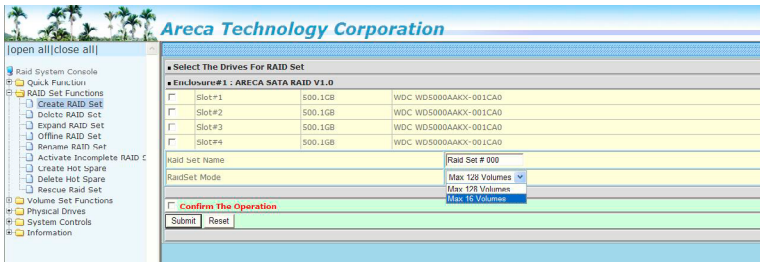 Areca Technology Corporation
|open all|close all|
Raid System Console
Quick Function
RAID Set Functions
Create RAID Set
Delete RAID Set
Expand RAID Set
Offline RAID Set
Rename RAID Set
Activate Incomplete RAID S
Create Hot Spare
Delete Hot Spare
Rescue Raid Set
Volume Set Functions
Physical Drives
System Controls
Information
Select The Drives For RAID Set
Enclosure#1 : ARECA SATA RAID V1.0
Slot#1 500.1GB WDC WD5000AAKX-001CA0
Slot#2 500.1GB WDC WD5000AAKX-001CA0
Slot#3 500.1GB WDC WD5000AAKX-001CA0
Slot#4 500.1GB WDC WD5000AAKX-001CA0
Raid Set Name Raid Set # 000
RaidSet Mode Max 128 Volumes
Max 128 Volumes
Max 16 Volumes
Confirm The Operation
Submit Reset